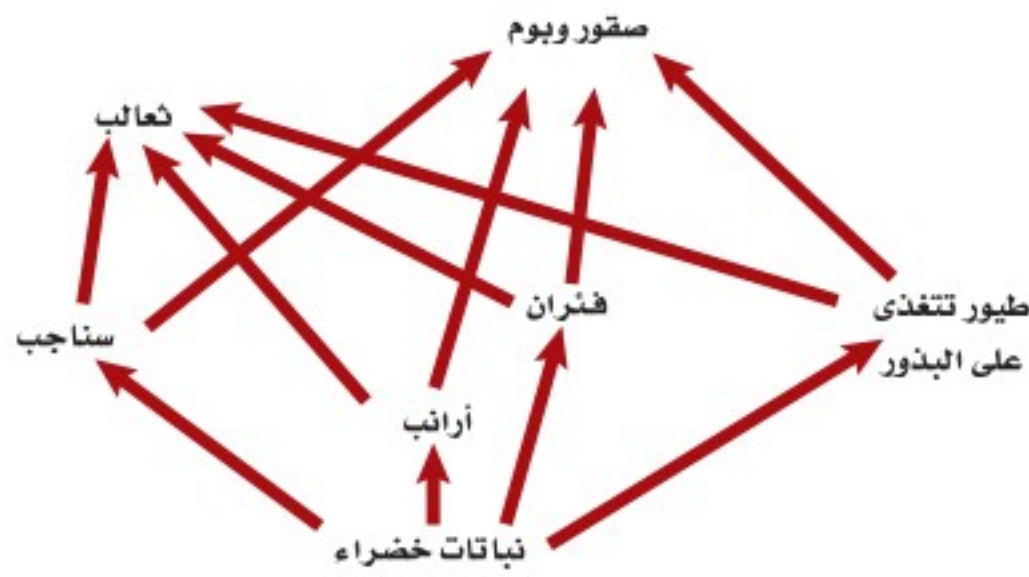 صقور وبوم
ثعالب
فئران
طيور تتغذى
على البذور
سناجب
أرانب
نباتات خضراء